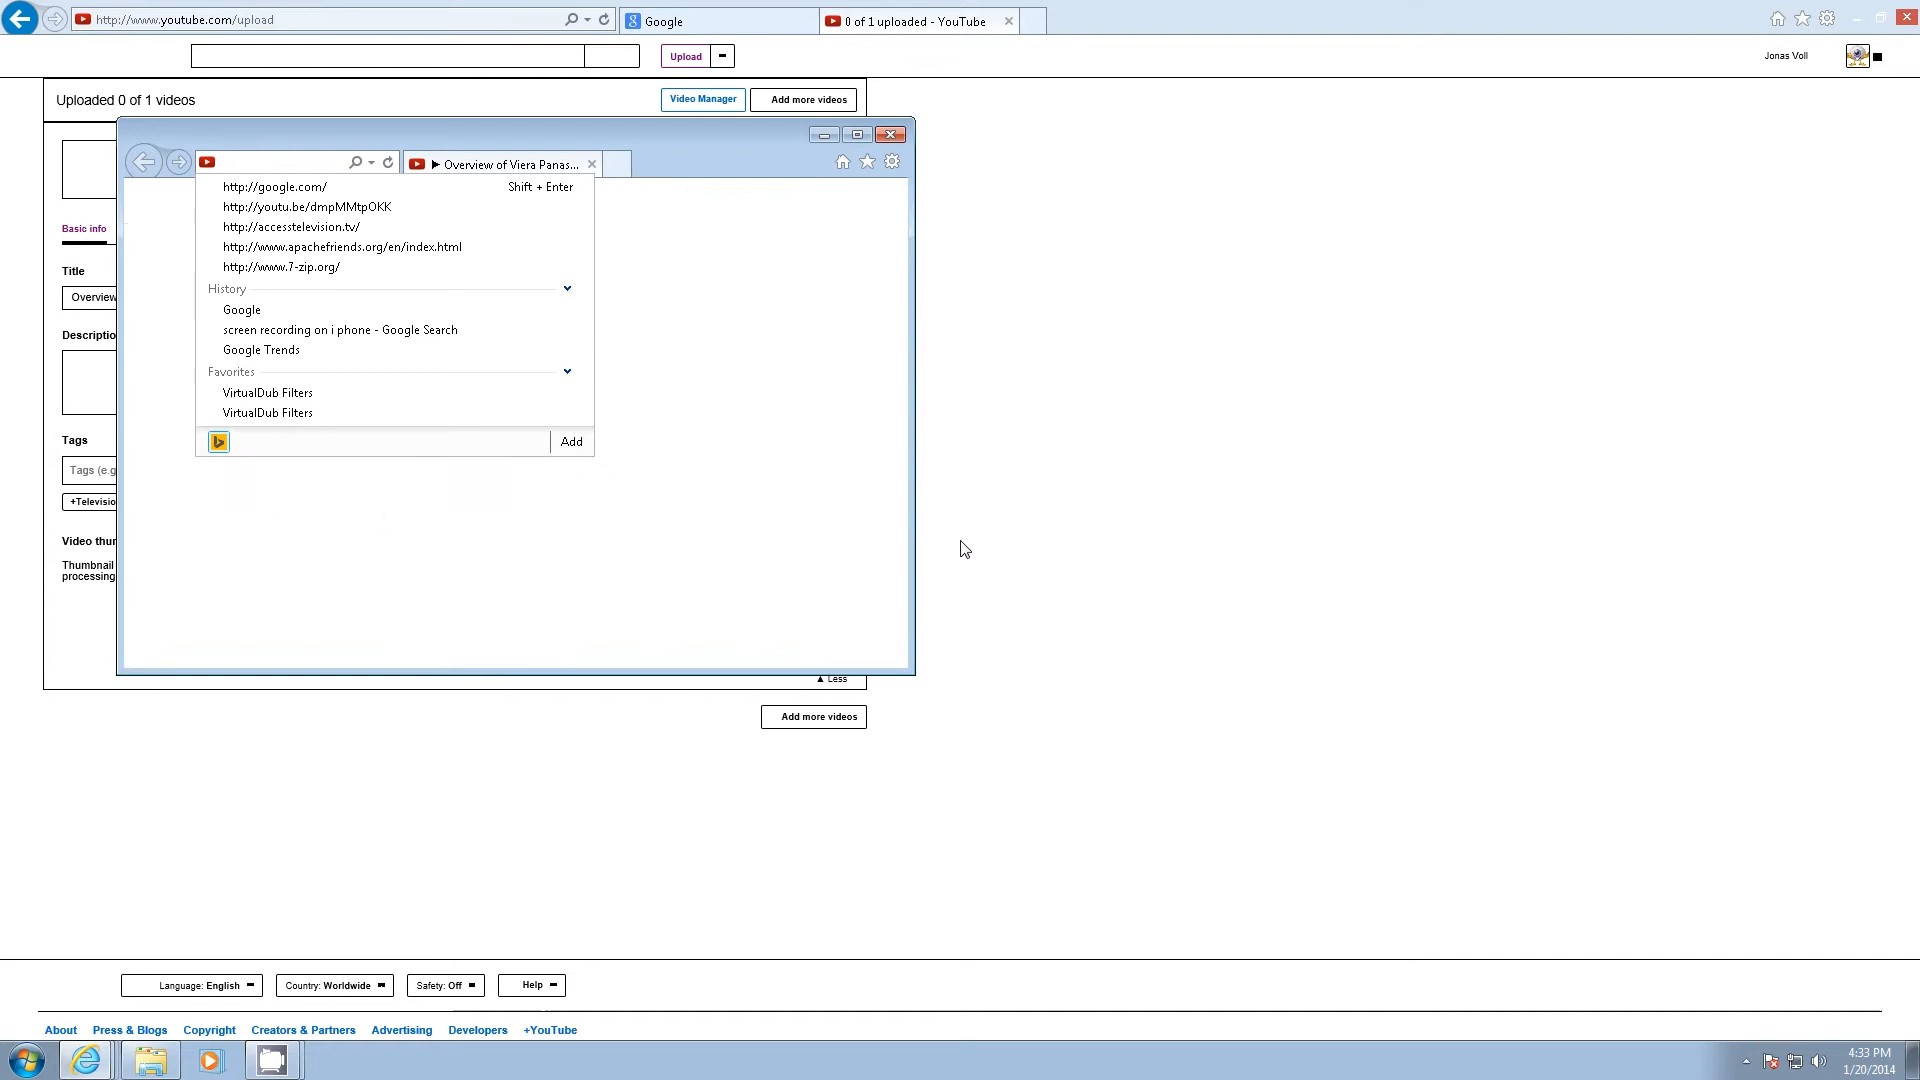 http://www.youtube.com/upload
Google
0 of 1 uploaded - YouTube
Upload
Jonas Voll
Uploaded 0 of 1 videos
Video Manager
Add more videos
▶ Overview of Viera Panas...
http://google.com/ Shift + Enter
http://youtu.be/dmpMMtpOKK
http://accesstelevision.tv/
http://www.apachefriends.org/en/index.html
http://www.7-zip.org/
History
Google
screen recording on i phone - Google Search
Google Trends
Favorites
VirtualDub Filters
VirtualDub Filters
Add
Basic info
Title
Overview
Descriptio
Tags
Tags (e.g
+Televisio
Video thur
Thumbnail
processing
▲ Less
Add more videos
Language: English
Country: Worldwide
Safety: Off
Help
About Press & Blogs Copyright Creators & Partners Advertising Developers +YouTube
4:33 PM
1/20/2014